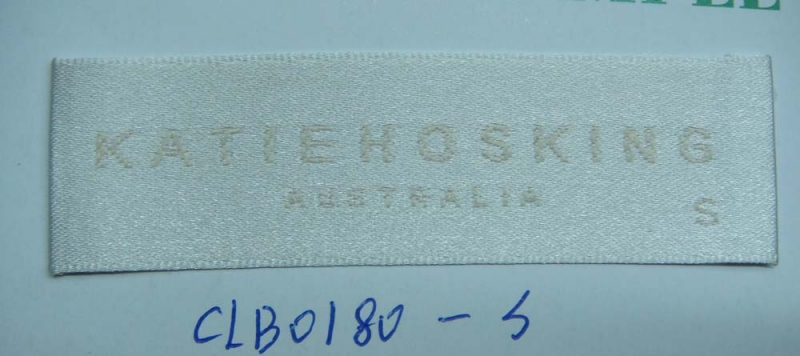 KATIEHOSKING
AUSTRALIA
S
CLB0180 - S